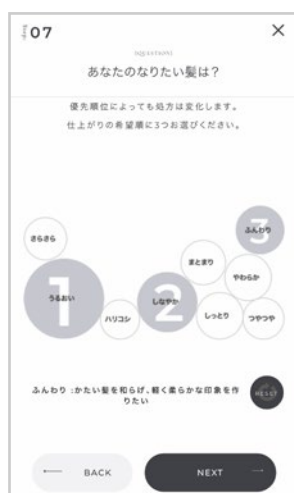 07
×
あなたのなりたい髪は？
優先順位によっても処方は変化します。
仕上がりの希望順に3つお選びください。
さらさら
1
うるおい
ハリコシ
2
しなやか
まとまり
しっとり
3
ふんわり
やわらか
つやつや
ふんわり :かたい髪を和らげ、軽く柔らかな印象を作
りたい
RESET
← BACK
NEXT →